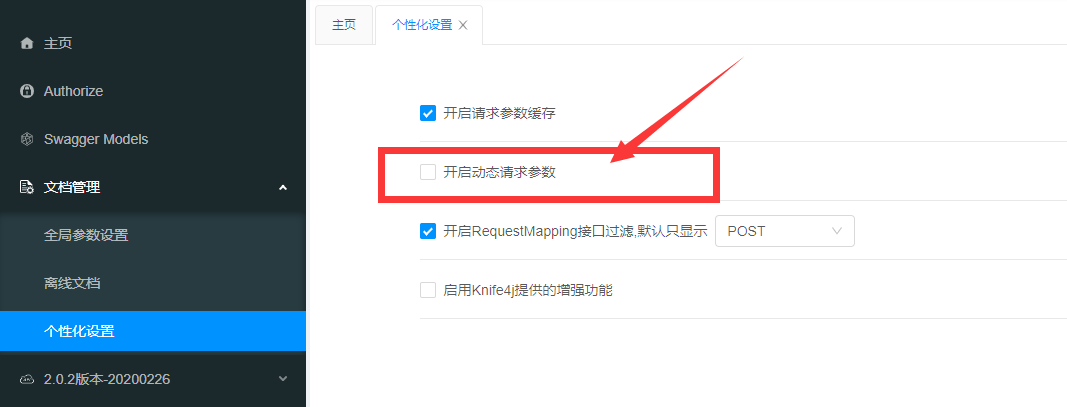 主页
Authorize
Swagger Models
文档管理
全局参数设置
离线文档
个性化设置
2.0.2版本-20200226
主页 个性化设置
开启请求参数缓存
开启动态请求参数
开启RequestMapping接口过滤,默认只显示 POST
启用Knife4j提供的增强功能